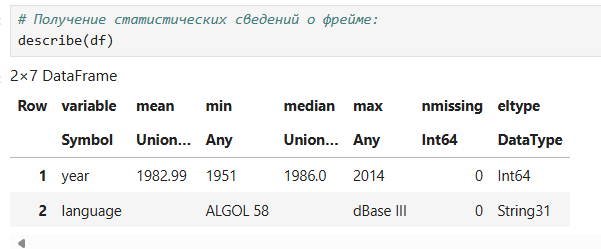 # Получение статистических сведений о фрейме:
describe(df)
2×7 DataFrame
Row variable mean min median max nmissing eltype
Symbol Union… Any Union… Any Int64 DataType
1 year 1982.99 1951 1986.0 2014 0 Int64
2 language ALGOL 58 dBase III 0 String31